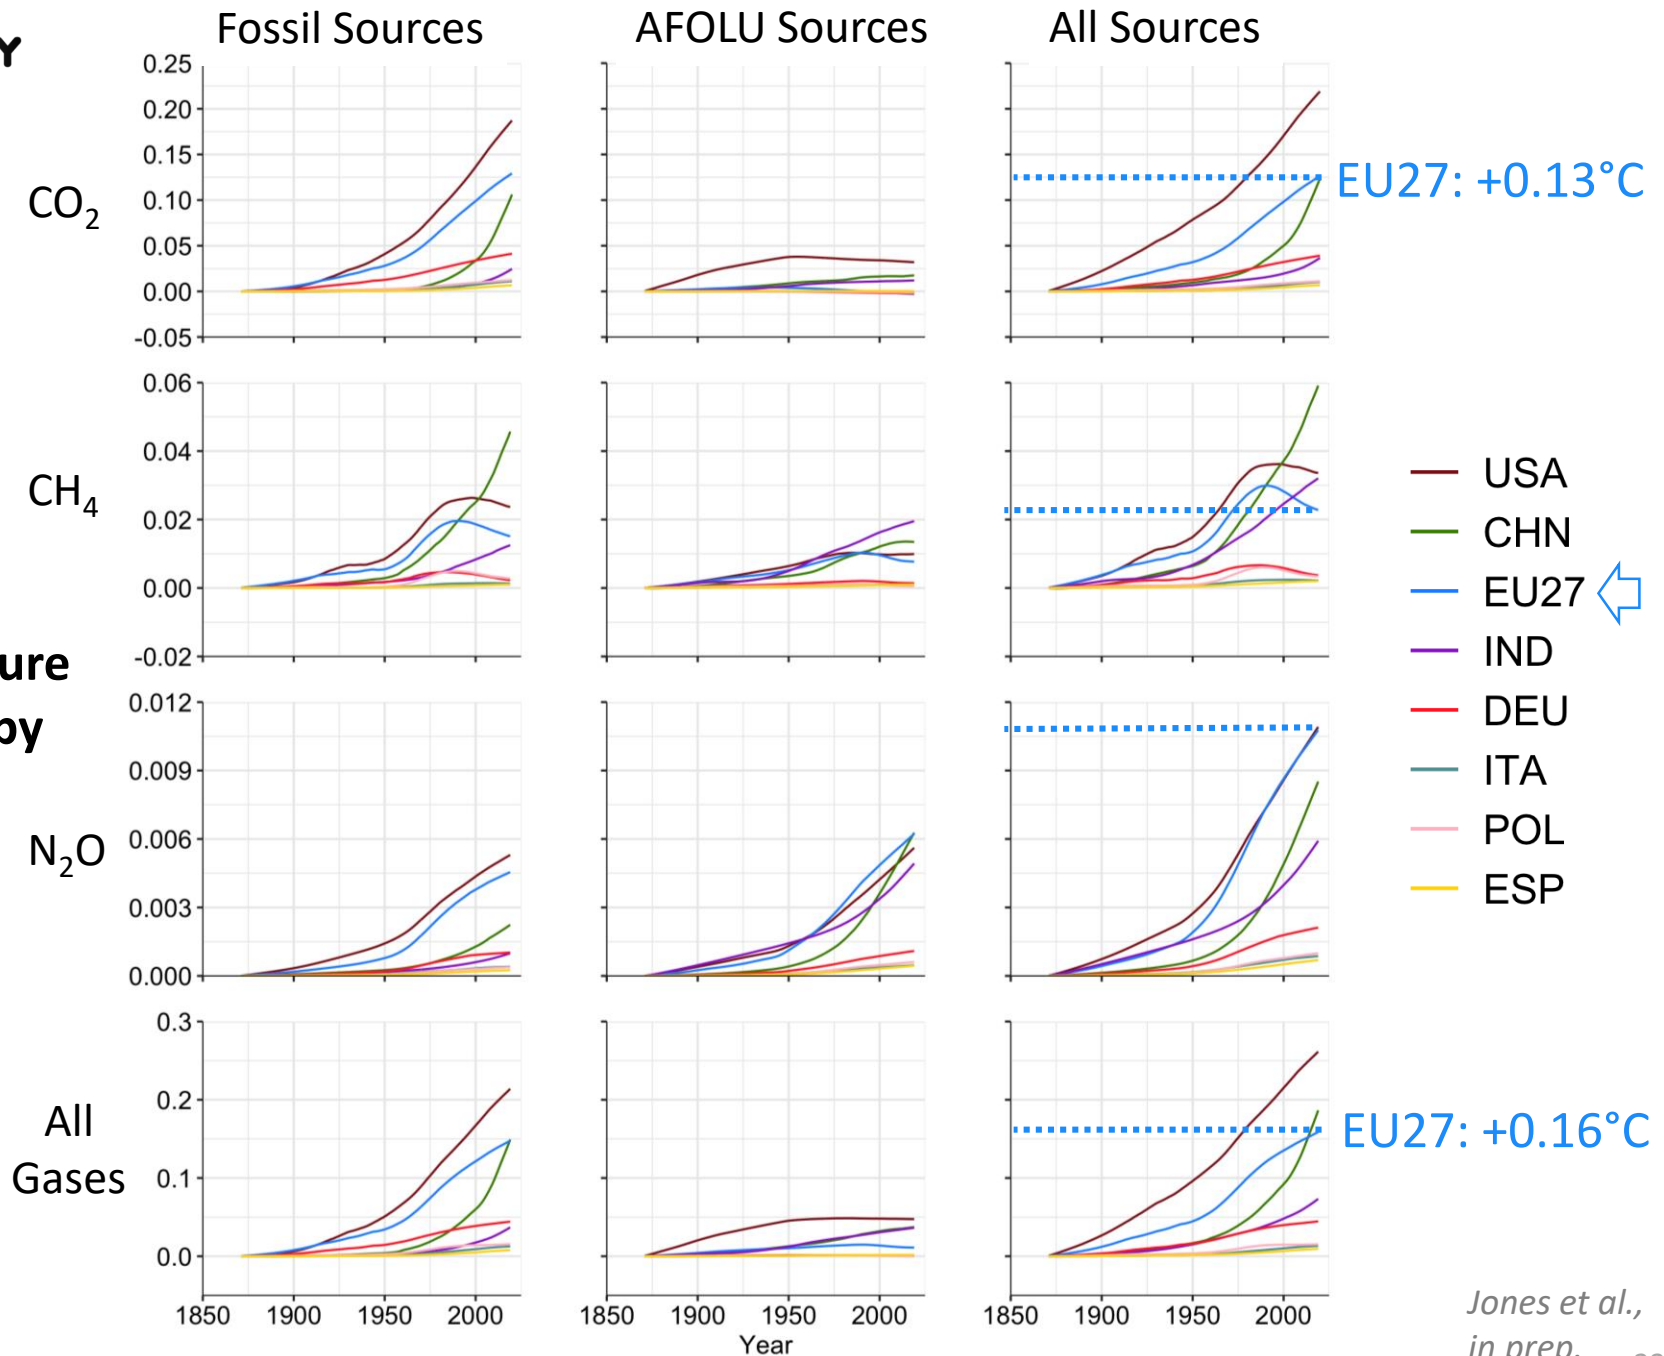 Y
Fossil Sources AFOLU Sources All Sources
CO2
0.25
0.20
0.15
0.10
0.05
0.00
-0.05
EU27: +0.13°C
CH4
0.06
0.04
0.02
0.00
-0.02
ure
by
N2O
0.012
0.009
0.006
0.003
0.000
USA
CHN
EU27
IND
DEU
ITA
POL
ESP
All
Gases
0.3
0.2
0.1
0.0
EU27: +0.16°C
1850 1900 1950 2000 1850 1900 1950 2000 1850 1900 1950 2000
Year
Jones et al.,
in prep.